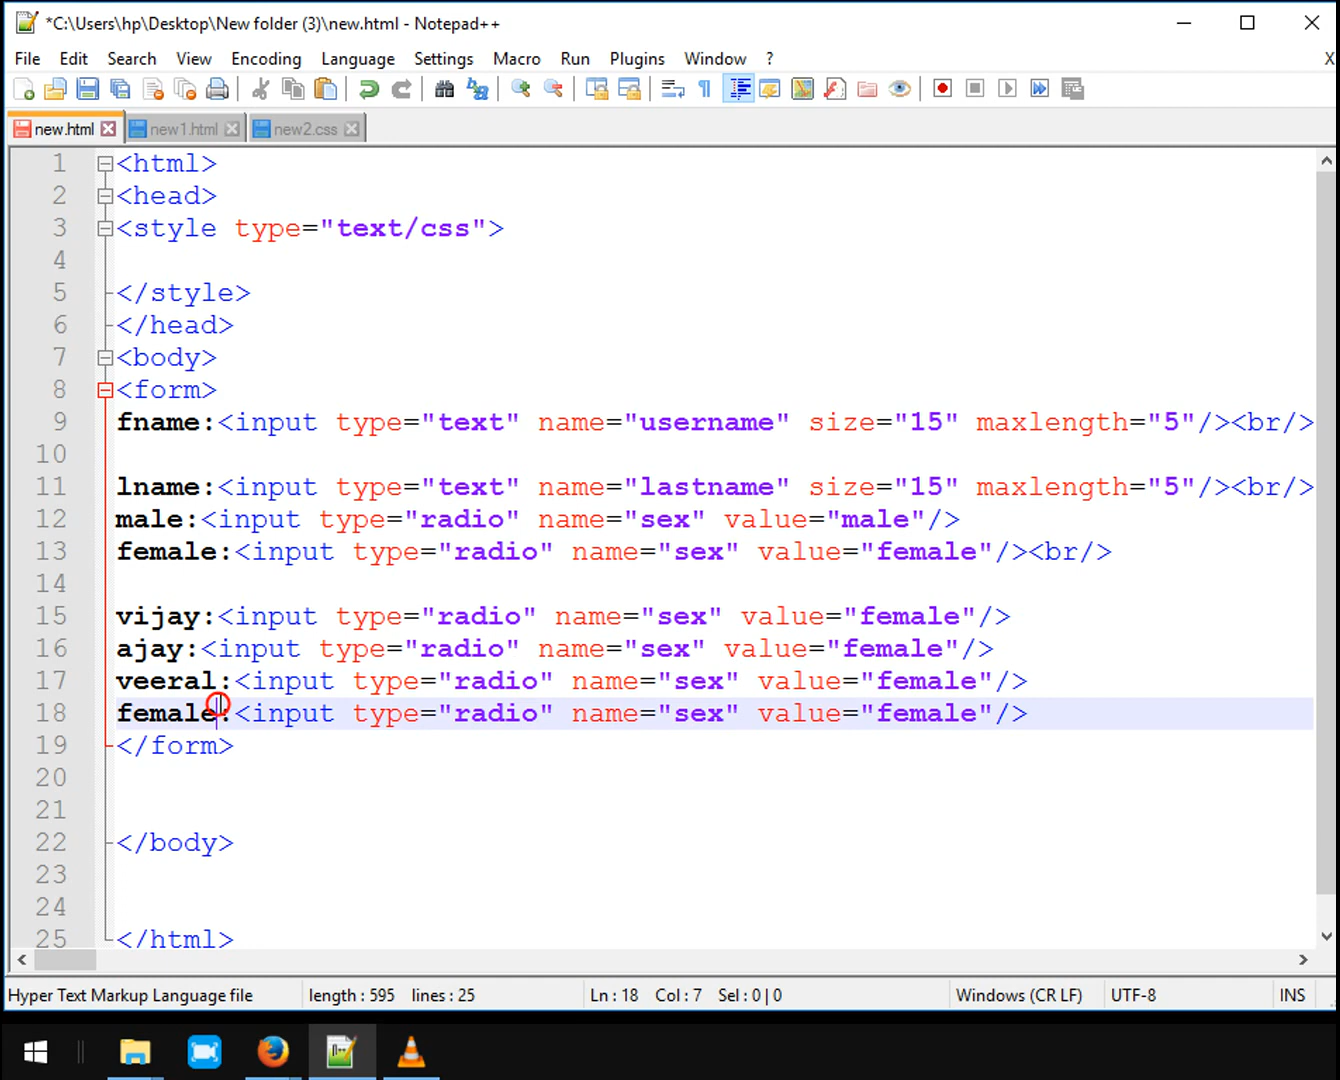 *C:\Users\hp\Desktop\New folder (3)\new.html - Notepad++
File Edit Search View Encoding Language Settings Macro Run Plugins Window ? X
new.html new1.html new2.css
1 <html>
2 <head>
3 <style type="text/css">
4
5 </style>
6 </head>
7 <body>
8 <form>
9 fname:<input type="text" name="username" size="15" maxlength="5"/><br/>
10
11 lname:<input type="text" name="lastname" size="15" maxlength="5"/><br/>
12 male:<input type="radio" name="sex" value="male"/>
13 female:<input type="radio" name="sex" value="female"/><br/>
14
15 vijay:<input type="radio" name="sex" value="female"/>
16 ajay:<input type="radio" name="sex" value="female"/>
17 veeral:<input type="radio" name="sex" value="female"/>
18 female:<input type="radio" name="sex" value="female"/>
19 </form>
20
21
22 </body>
23
24
25 </html>
Hyper Text Markup Language file length : 595 lines : 25 Ln : 18 Col : 7 Sel : 0 | 0 Windows (CR LF) UTF-8 INS